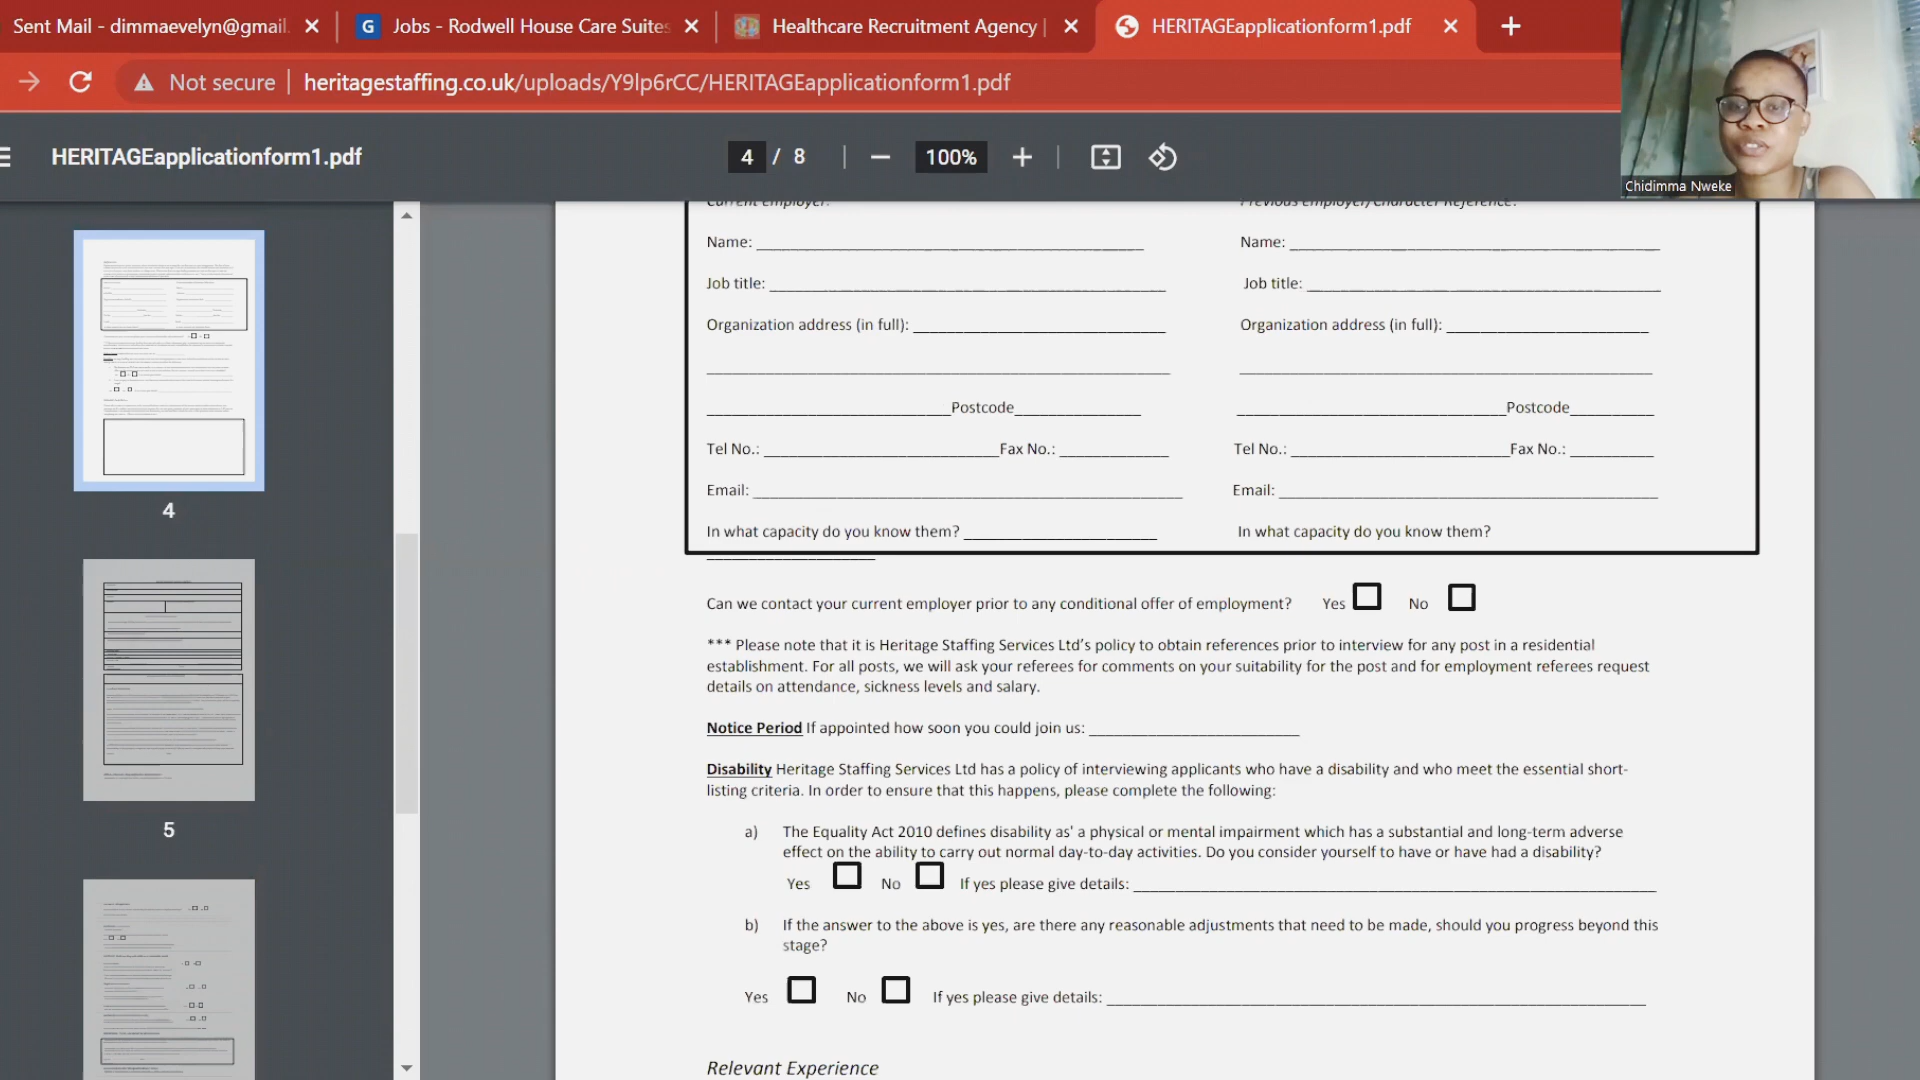 Sent Mail - dimmaevelyn@gmail.
Jobs - Rodwell House Care Suites
Healthcare Recruitment Agency |
HERITAGEapplicationform1.pdf
Not secure
heritagestaffing.co.uk/uploads/Y9lp6rCC/HERITAGEapplicationform1.pdf
Chidimma Nweke
HERITAGEapplicationform1.pdf
4 / 8
100%
4
5
Current Employer:
Previous Employer/Character Reference:
Name: Name:
Job title: Job title:
Organization address (in full): Organization address (in full):
Postcode Postcode
Tel No.: Fax No.: Tel No.: Fax No.:
Email: Email:
In what capacity do you know them? In what capacity do you know them?
Can we contact your current employer prior to any conditional offer of employment? Yes No
*** Please note that it is Heritage Staffing Services Ltd's policy to obtain references prior to interview for any post in a residential
establishment. For all posts, we will ask your referees for comments on your suitability for the post and for employment referees request
details on attendance, sickness levels and salary.
Notice Period If appointed how soon you could join us:
Disability Heritage Staffing Services Ltd has a policy of interviewing applicants who have a disability and who meet the essential short-
listing criteria. In order to ensure that this happens, please complete the following:
a) The Equality Act 2010 defines disability as' a physical or mental impairment which has a substantial and long-term adverse
effect on the ability to carry out normal day-to-day activities. Do you consider yourself to have or have had a disability?
Yes No If yes please give details:
b) If the answer to the above is yes, are there any reasonable adjustments that need to be made, should you progress beyond this
stage?
Yes No If yes please give details:
Relevant Experience